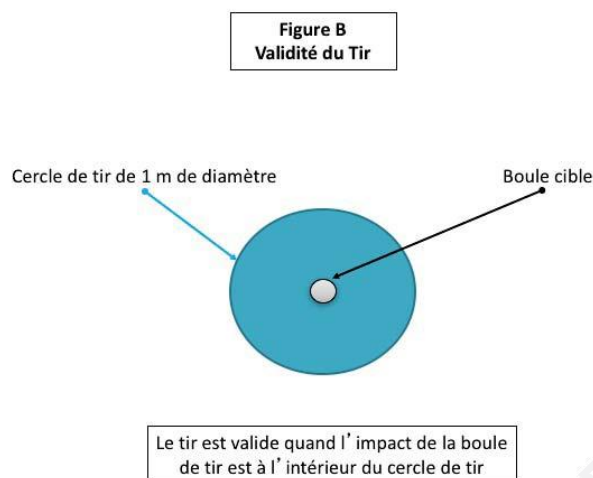 Figure B
Validité du Tir
Cercle de tir de 1 m de diamètre
Boule cible
Le tir est valide quand l’ impact de la boule
de tir est à l’ intérieur du cercle de tir